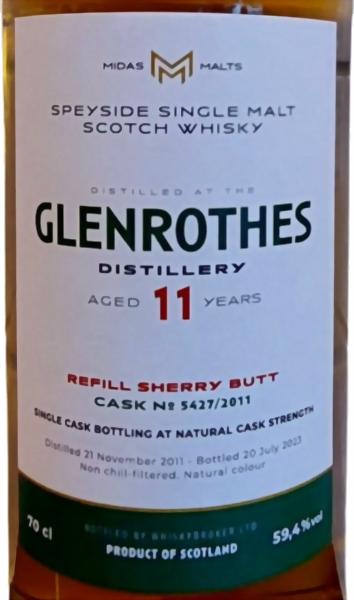 MIDAS MALTS
SPEYSIDE SINGLE MALT
SCOTCH WHISKY
DISTILLED AT THE
GLENROTHES
DISTILLERY
AGED 11 YEARS
REFILL SHERRY BUTT
CASK Nº 5427/2011
SINGLE CASK BOTTLING AT NATURAL CASK STRENGTH
Distilled 21 November 2011 - Bottled 20 July 2023
Non chill-filtered. Natural colour
70 cl
BOTTLED BY WHISKYBROKER LTD
PRODUCT OF SCOTLAND
59,4%vol